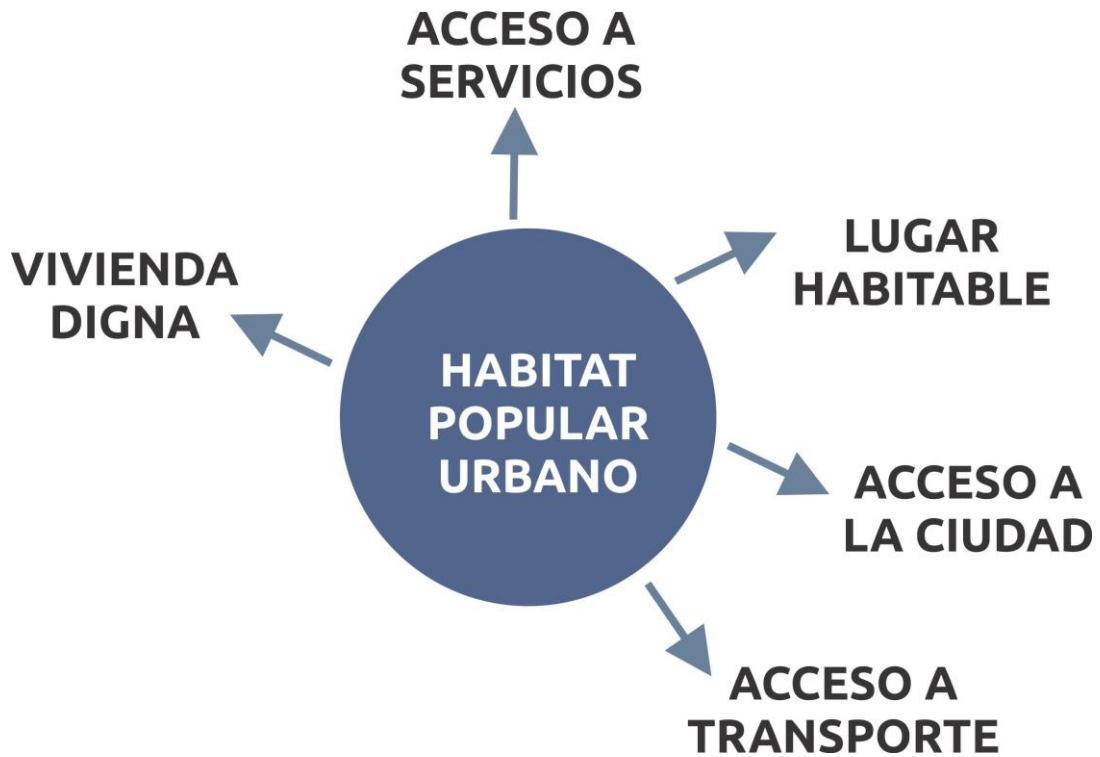 ACCESO A
SERVICIOS
LUGAR
HABITABLE
VIVIENDA
DIGNA
HABITAT
POPULAR
URBANO
ACCESO A
LA CIUDAD
ACCESO A
TRANSPORTE